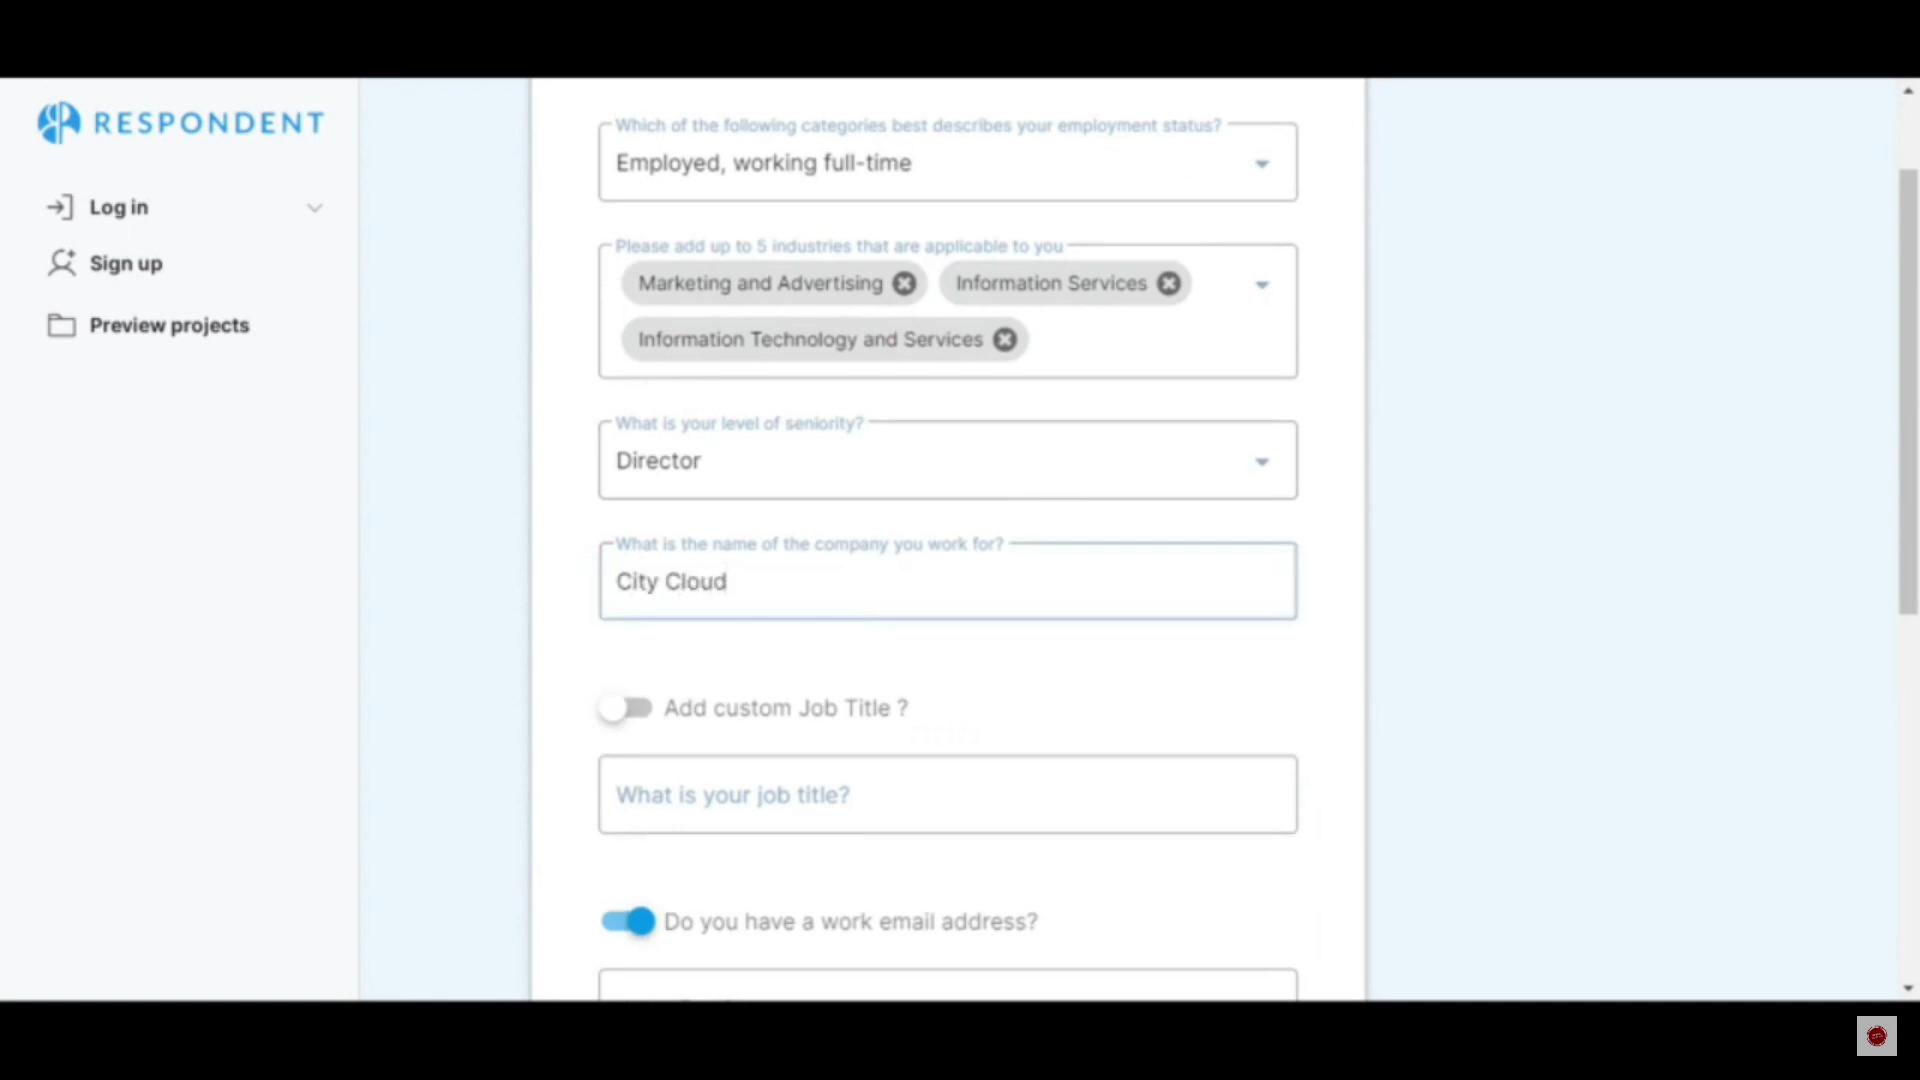 RESPONDENT
Log in
Sign up
Preview projects
Which of the following categories best describes your employment status?
Employed, working full-time
Please add up to 5 industries that are applicable to you
Marketing and Advertising
Information Services
Information Technology and Services
What is your level of seniority?
Director
What is the name of the company you work for?
City Cloud
Add custom Job Title ?
What is your job title?
Do you have a work email address?